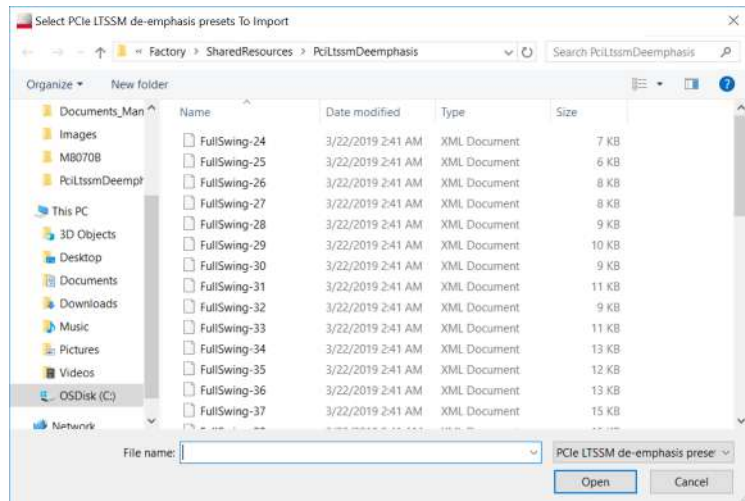 Select PCIe LTSSM de-emphasis presets To Import
« Factory > SharedResources > PciLtssmDeemphasis
Search PciLtssmDeemphasis
Organize
New folder
Documents_Man
Images
M8070B
PciLtssmDeemph
This PC
3D Objects
Desktop
Documents
Downloads
Music
Pictures
Videos
OSDisk (C:)
Network
Name Date modified Type Size
FullSwing-24 3/22/2019 2:41 AM XML Document 7 KB
FullSwing-25 3/22/2019 2:41 AM XML Document 6 KB
FullSwing-26 3/22/2019 2:41 AM XML Document 8 KB
FullSwing-27 3/22/2019 2:41 AM XML Document 8 KB
FullSwing-28 3/22/2019 2:41 AM XML Document 9 KB
FullSwing-29 3/22/2019 2:41 AM XML Document 10 KB
FullSwing-30 3/22/2019 2:41 AM XML Document 9 KB
FullSwing-31 3/22/2019 2:41 AM XML Document 11 KB
FullSwing-32 3/22/2019 2:41 AM XML Document 9 KB
FullSwing-33 3/22/2019 2:41 AM XML Document 11 KB
FullSwing-34 3/22/2019 2:41 AM XML Document 13 KB
FullSwing-35 3/22/2019 2:41 AM XML Document 12 KB
FullSwing-36 3/22/2019 2:41 AM XML Document 13 KB
FullSwing-37 3/22/2019 2:41 AM XML Document 15 KB
File name:
PCIe LTSSM de-emphasis preset
Open
Cancel